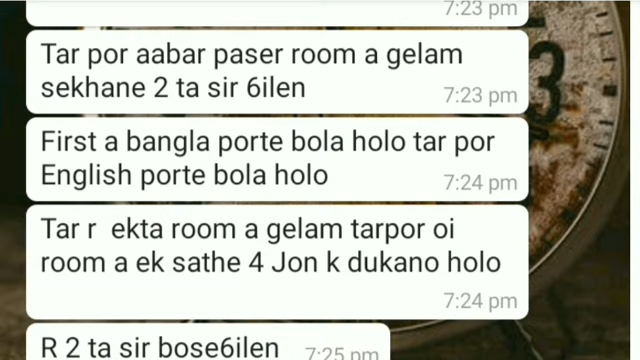 7:23 pm
Tar por aabar paser room a gelam
sekhane 2 ta sir 6ilen
7:23 pm
First a bangla porte bola holo tar por
English porte bola holo
7:24 pm
Tar r ekta room a gelam tarpor oi
room a ek sathe 4 Jon k dukano holo
7:24 pm
R 2 ta sir bose6ilen
7:25 pm
3